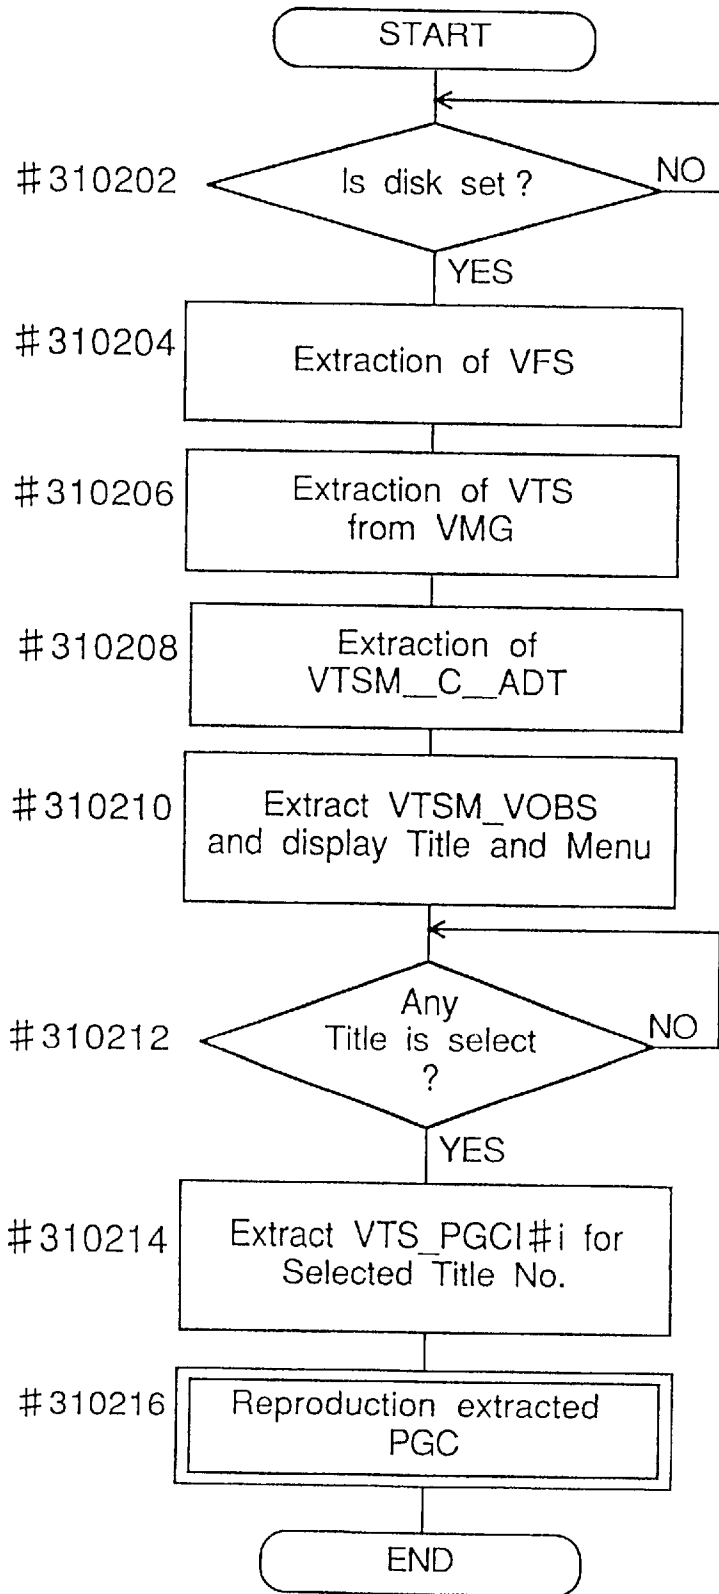 START
#310202
Is disk set ?
NO
YES
#310204
Extraction of VFS
#310206
Extraction of VTS
from VMG
#310208
Extraction of
VTSM__C__ADT
#310210
Extract VTSM_VOBS
and display Title and Menu
#310212
Any
Title is select
?
NO
YES
#310214
Extract VTS_PGCI#i for
Selected Title No.
#310216
Reproduction extracted
PGC
END